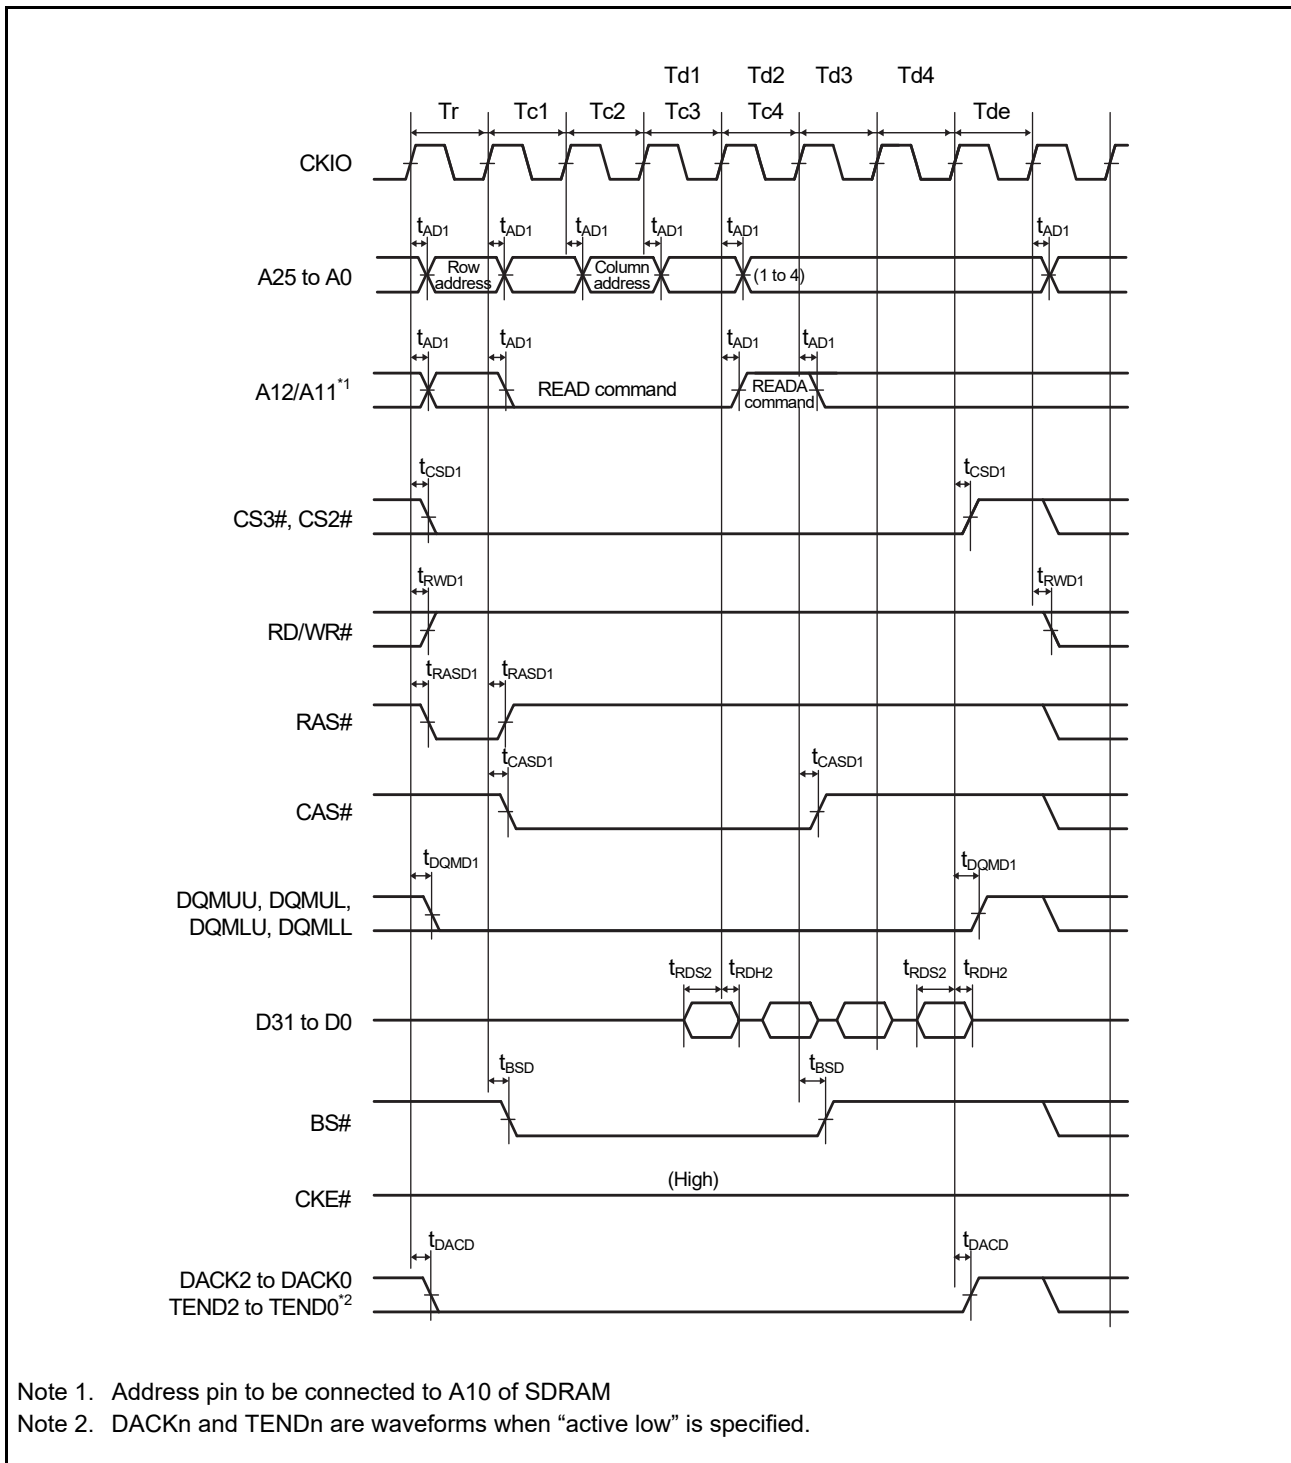 Td1 Td2 Td3 Td4
Tr Tc1 Tc2 Tc3 Tc4 Tde
CKIO
tAD1 tAD1 tAD1 tAD1 tAD1 tAD1
A25 to A0
Row
address
Column
address
(1 to 4)
tAD1 tAD1 tAD1 tAD1
A12/A11*1
READ command
READA
command
tCSD1 tCSD1
CS3#, CS2#
tRWD1 tRWD1
RD/WR#
tRASD1 tRASD1
RAS#
tCASD1 tCASD1
CAS#
tDQMD1 tDQMD1
DQMUU, DQMUL,
DQMLU, DQMLL
tRDS2 tRDH2 tRDS2 tRDH2
D31 to D0
tBSD tBSD
BS#
(High)
CKE#
tDACD tDACD
DACK2 to DACK0
TEND2 to TEND0*2
Note 1. Address pin to be connected to A10 of SDRAM
Note 2. DACKn and TENDn are waveforms when “active low” is specified.